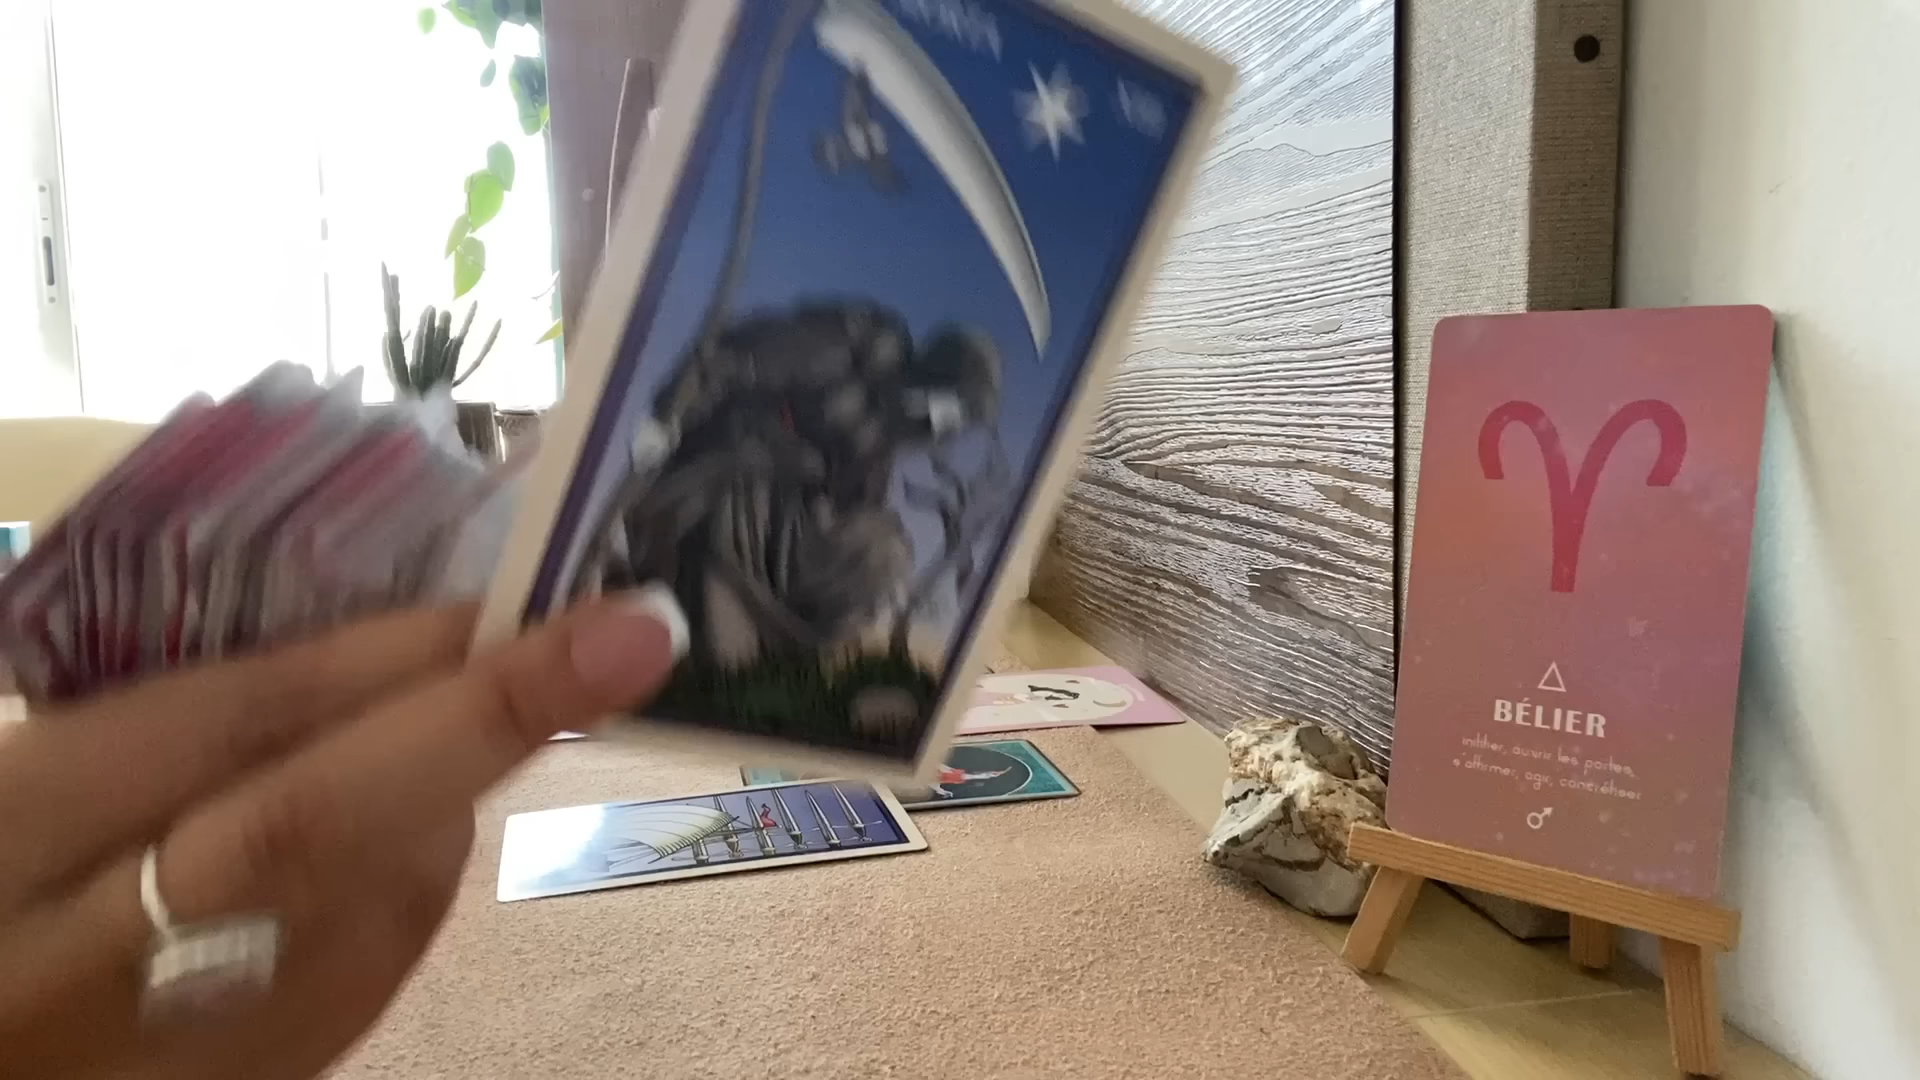 BÉLIER
initier, ouvrir les portes,
s'affirmer, agir, concrétiser